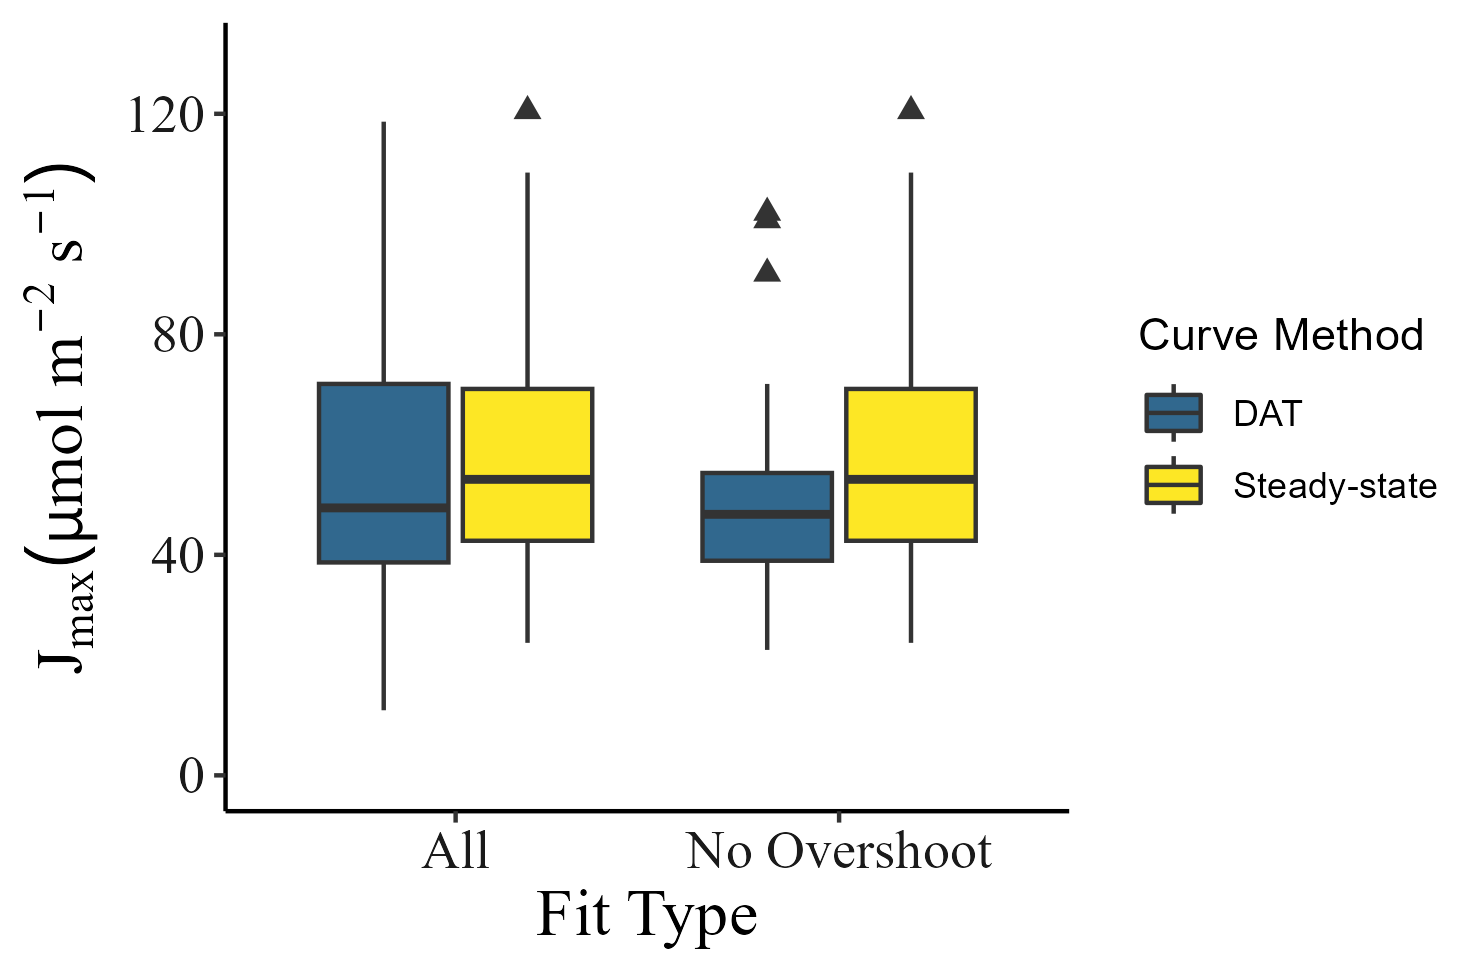 120
80
40
0
Jmax(μmol m−2 s−1)
All
No Overshoot
Fit Type
Curve Method
DAT
Steady-state